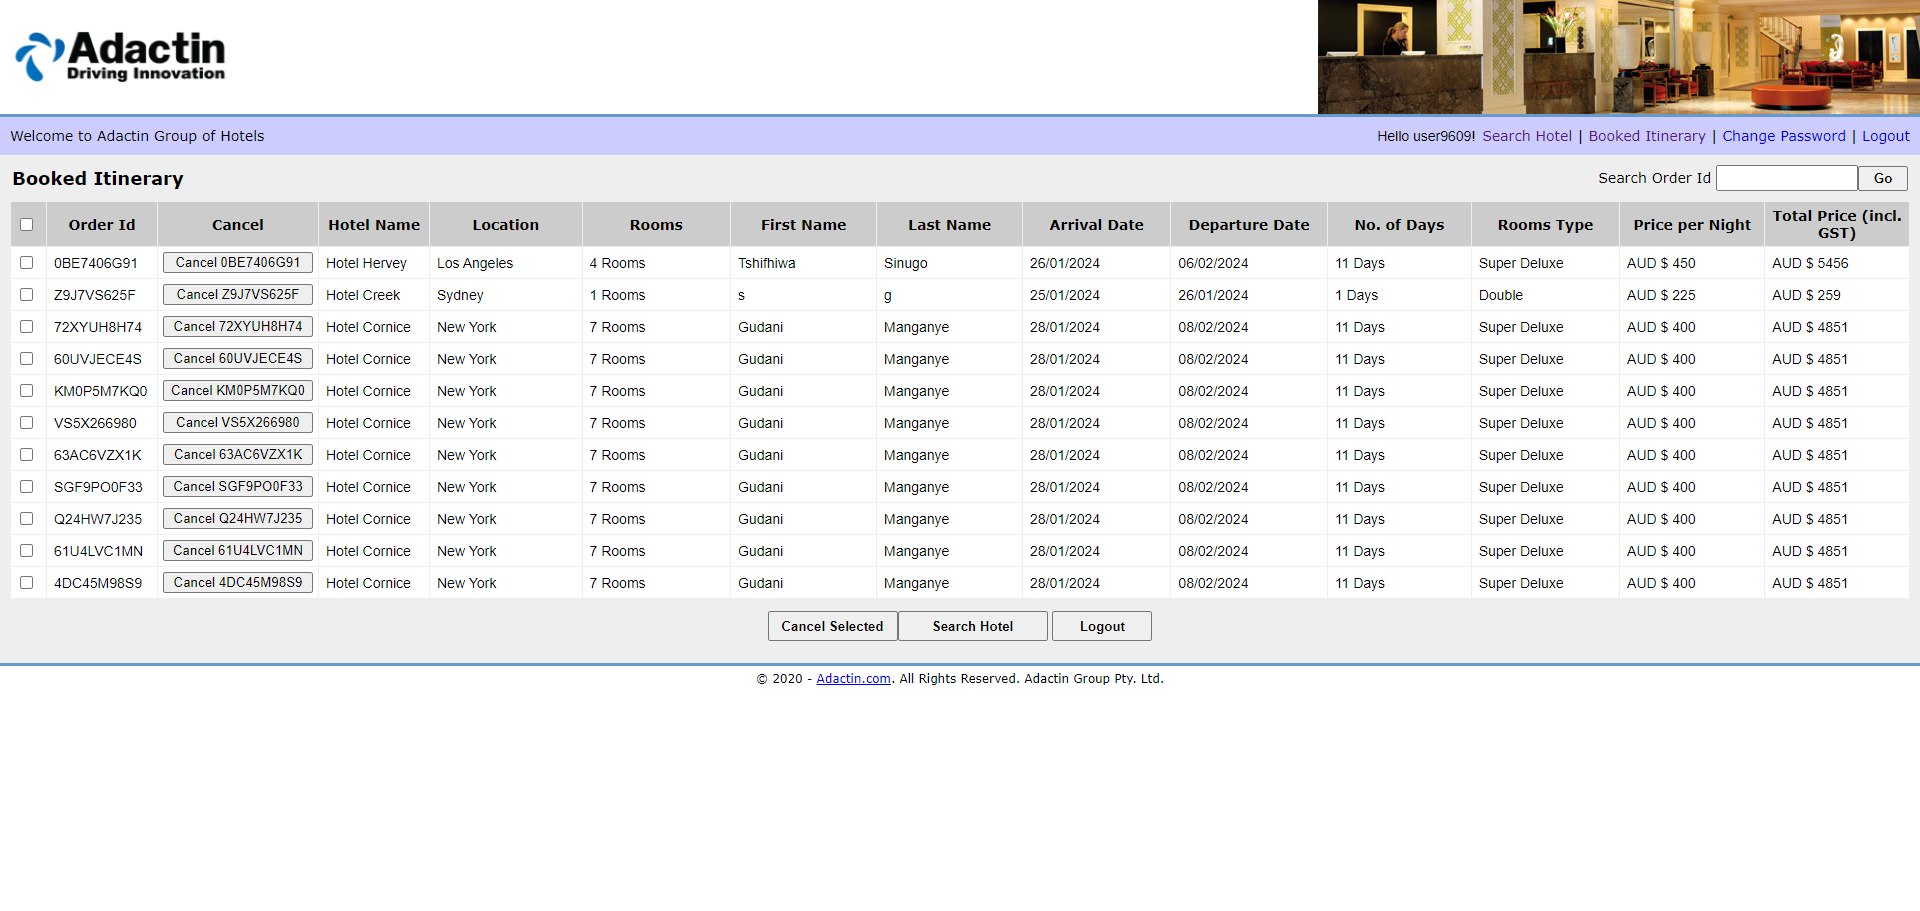 Adactin
Driving Innovation
Welcome to Adactin Group of Hotels
Hello user9609! Search Hotel | Booked Itinerary | Change Password | Logout
Booked Itinerary
Search Order Id Go
Order Id Cancel Hotel Name Location Rooms First Name Last Name Arrival Date Departure Date No. of Days Rooms Type Price per Night Total Price (incl. GST)
0BE7406G91 Cancel 0BE7406G91 Hotel Hervey Los Angeles 4 Rooms Tshifhiwa Sinugo 26/01/2024 06/02/2024 11 Days Super Deluxe AUD $ 450 AUD $ 5456
Z9J7VS625F Cancel Z9J7VS625F Hotel Creek Sydney 1 Rooms s g 25/01/2024 26/01/2024 1 Days Double AUD $ 225 AUD $ 259
72XYUH8H74 Cancel 72XYUH8H74 Hotel Cornice New York 7 Rooms Gudani Manganye 28/01/2024 08/02/2024 11 Days Super Deluxe AUD $ 400 AUD $ 4851
60UVJECE4S Cancel 60UVJECE4S Hotel Cornice New York 7 Rooms Gudani Manganye 28/01/2024 08/02/2024 11 Days Super Deluxe AUD $ 400 AUD $ 4851
KM0P5M7KQ0 Cancel KM0P5M7KQ0 Hotel Cornice New York 7 Rooms Gudani Manganye 28/01/2024 08/02/2024 11 Days Super Deluxe AUD $ 400 AUD $ 4851
VS5X266980 Cancel VS5X266980 Hotel Cornice New York 7 Rooms Gudani Manganye 28/01/2024 08/02/2024 11 Days Super Deluxe AUD $ 400 AUD $ 4851
63AC6VZX1K Cancel 63AC6VZX1K Hotel Cornice New York 7 Rooms Gudani Manganye 28/01/2024 08/02/2024 11 Days Super Deluxe AUD $ 400 AUD $ 4851
SGF9PO0F33 Cancel SGF9PO0F33 Hotel Cornice New York 7 Rooms Gudani Manganye 28/01/2024 08/02/2024 11 Days Super Deluxe AUD $ 400 AUD $ 4851
Q24HW7J235 Cancel Q24HW7J235 Hotel Cornice New York 7 Rooms Gudani Manganye 28/01/2024 08/02/2024 11 Days Super Deluxe AUD $ 400 AUD $ 4851
61U4LVC1MN Cancel 61U4LVC1MN Hotel Cornice New York 7 Rooms Gudani Manganye 28/01/2024 08/02/2024 11 Days Super Deluxe AUD $ 400 AUD $ 4851
4DC45M98S9 Cancel 4DC45M98S9 Hotel Cornice New York 7 Rooms Gudani Manganye 28/01/2024 08/02/2024 11 Days Super Deluxe AUD $ 400 AUD $ 4851
Cancel Selected Search Hotel Logout
© 2020 - Adactin.com. All Rights Reserved. Adactin Group Pty. Ltd.